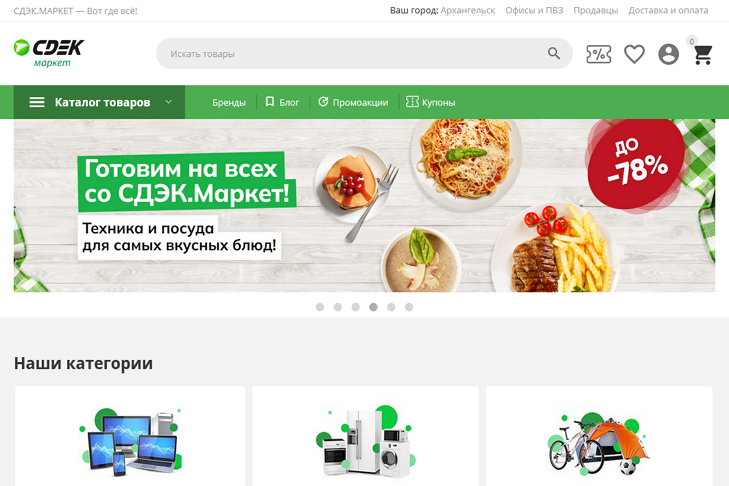 СДЭК.МАРКЕТ — Вот где всё!
Ваш город: Архангельск Офисы и ПВЗ Продавцы Доставка и оплата
CDEK
маркет
Искать товары
0
Каталог товаров
Бренды
Блог
Промоакции
Купоны
Готовим на всех
со СДЭК.Маркет!
Техника и посуда
для самых вкусных блюд!
ДО
-78%
Наши категории